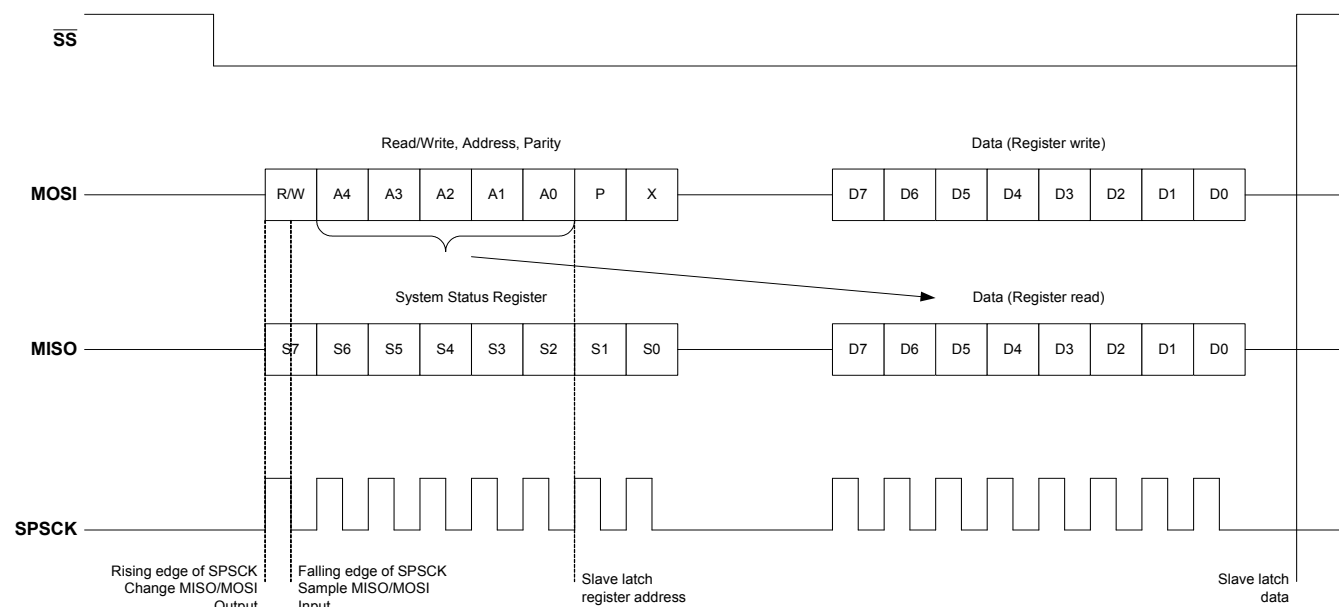 SS
Read/Write, Address, Parity
Data (Register write)
MOSI
R/W A4 A3 A2 A1 A0 P X
D7 D6 D5 D4 D3 D2 D1 D0
System Status Register
Data (Register read)
MISO
S7 S6 S5 S4 S3 S2 S1 S0
D7 D6 D5 D4 D3 D2 D1 D0
SPSCK
Rising edge of SPSCK
Change MISO/MOSI
Output
Falling edge of SPSCK
Sample MISO/MOSI
Input
Slave latch
register address
Slave latch
data